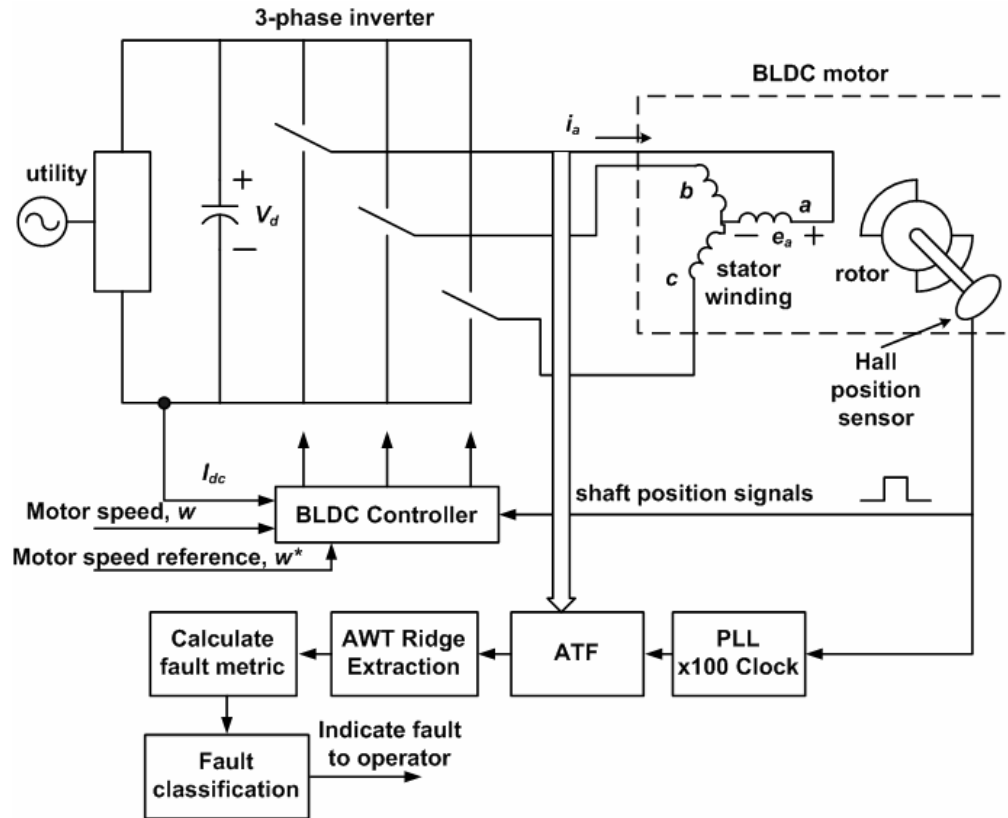 3-phase inverter
BLDC motor
i_a
utility
+
V_d
−
b
a
− e_a +
c
stator
winding
rotor
Hall
position
sensor
I_dc
shaft position signals
Motor speed, w
BLDC Controller
Motor speed reference, w*
Calculate
fault metric
AWT Ridge
Extraction
ATF
PLL
x100 Clock
Fault
classification
Indicate fault
to operator